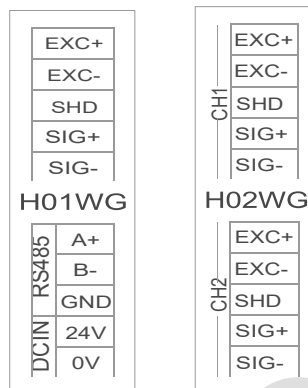 EXC+
EXC-
SHD
SIG+
SIG-
H01WG
RS485
A+
B-
GND
DCIN
24V
0V
CH1
EXC+
EXC-
SHD
SIG+
SIG-
H02WG
CH2
EXC+
EXC-
SHD
SIG+
SIG-